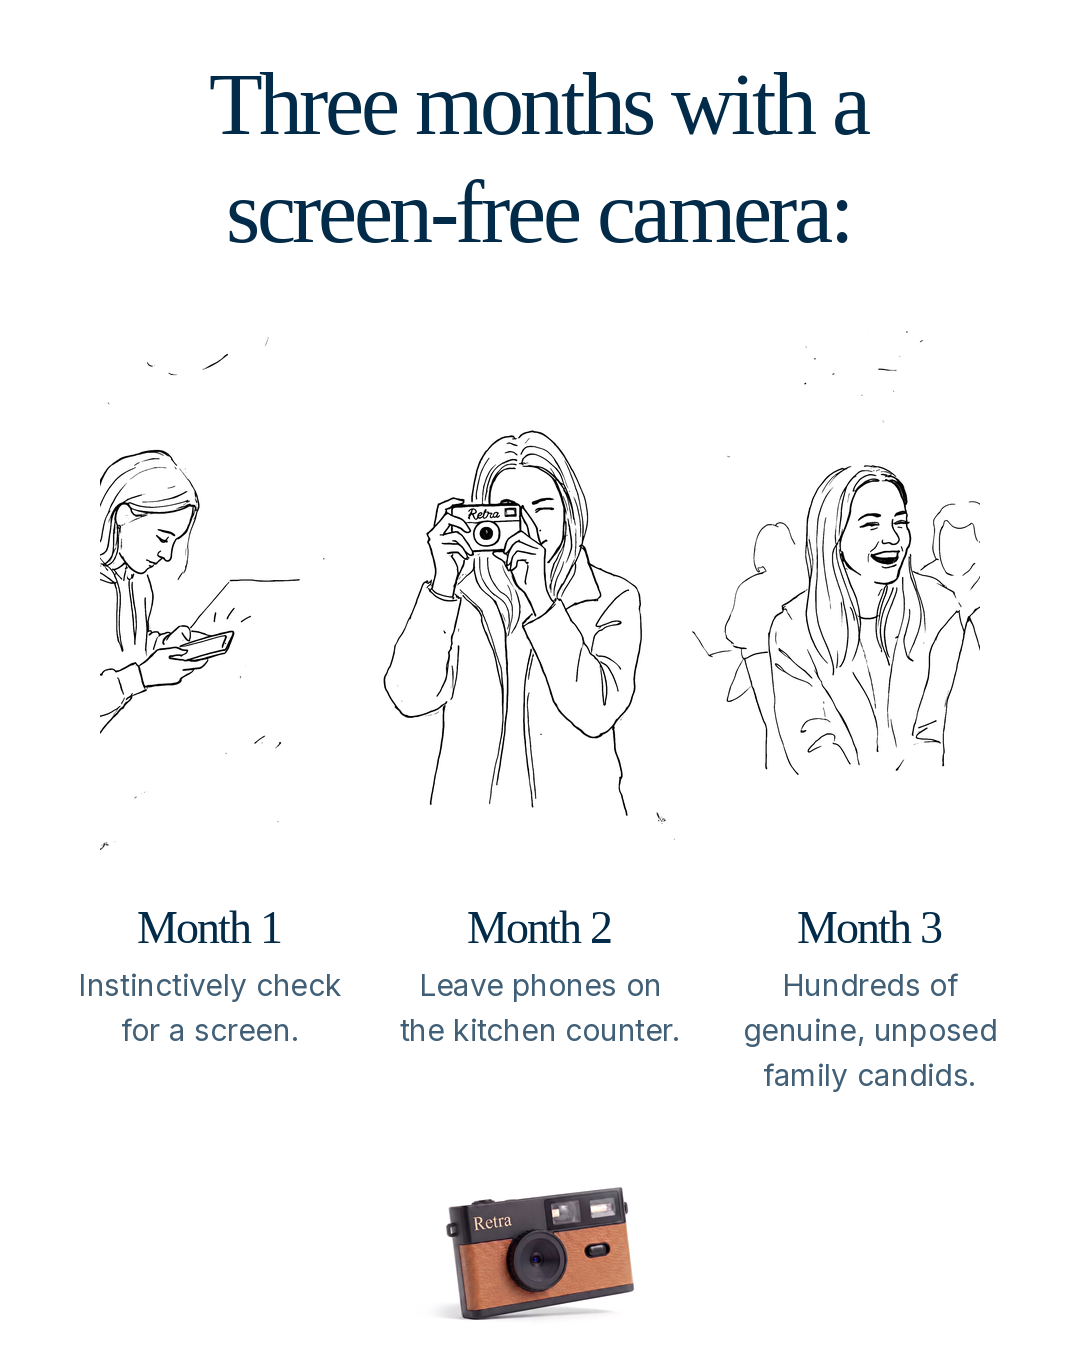 Three months with a
screen-free camera:
Retra
Month 1
Instinctively check
for a screen.
Month 2
Leave phones on
the kitchen counter.
Month 3
Hundreds of
genuine, unposed
family candids.
Retra